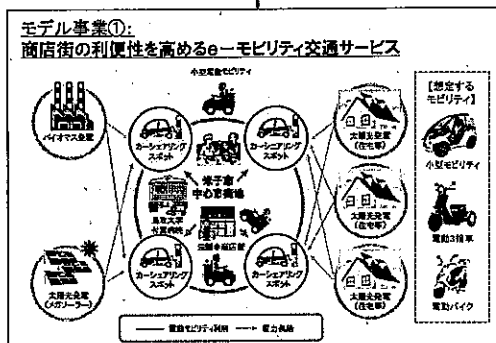 モデル事業①:
商店街の利便性を高めるe－モビリティ交通サービス
小型電動モビリティ
バイオマス発電
カーシェアリング
スポット
カーシェアリング
スポット
米子市
中心市街地
鳥取大学
カーシェアリング
スポット
カーシェアリング
スポット
太陽光発電
(メガソーラー)
太陽光発電
(住宅等)
太陽光発電
(住宅等)
太陽光発電
(住宅等)
【想定する
モビリティ】
小型モビリティ
電動3輪車
電動バイク
電動モビリティ利用
電力供給